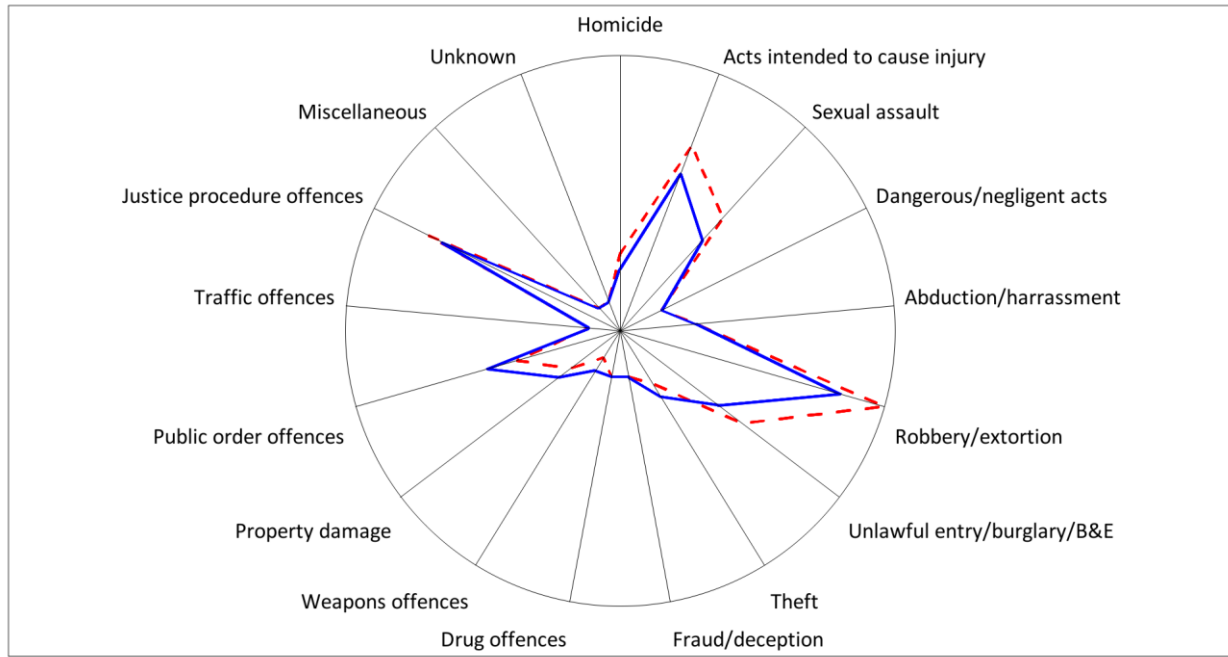 Homicide
Acts intended to cause injury
Sexual assault
Dangerous/negligent acts
Abduction/harrassment
Robbery/extortion
Unlawful entry/burglary/B&E
Theft
Fraud/deception
Drug offences
Weapons offences
Property damage
Public order offences
Traffic offences
Justice procedure offences
Miscellaneous
Unknown